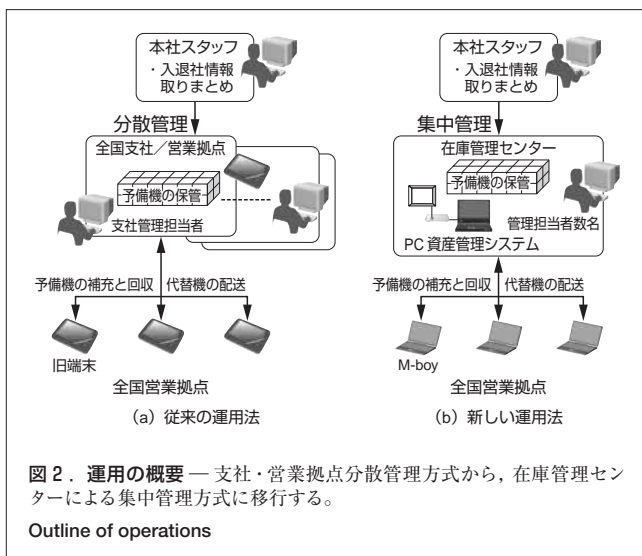 本社スタッフ
・入退社情報
取りまとめ
分散管理
全国支社／営業拠点
予備機の保管
支社管理担当者
予備機の補充と回収
代替機の配送
旧端末
全国営業拠点
(a) 従来の運用法
本社スタッフ
・入退社情報
取りまとめ
集中管理
在庫管理センター
予備機の保管
管理担当者数名
PC 資産管理システム
予備機の補充と回収
代替機の配送
M-boy
全国営業拠点
(b) 新しい運用法
図2．運用の概要 ― 支社・営業拠点分散管理方式から，在庫管理セン
ターによる集中管理方式に移行する。
Outline of operations